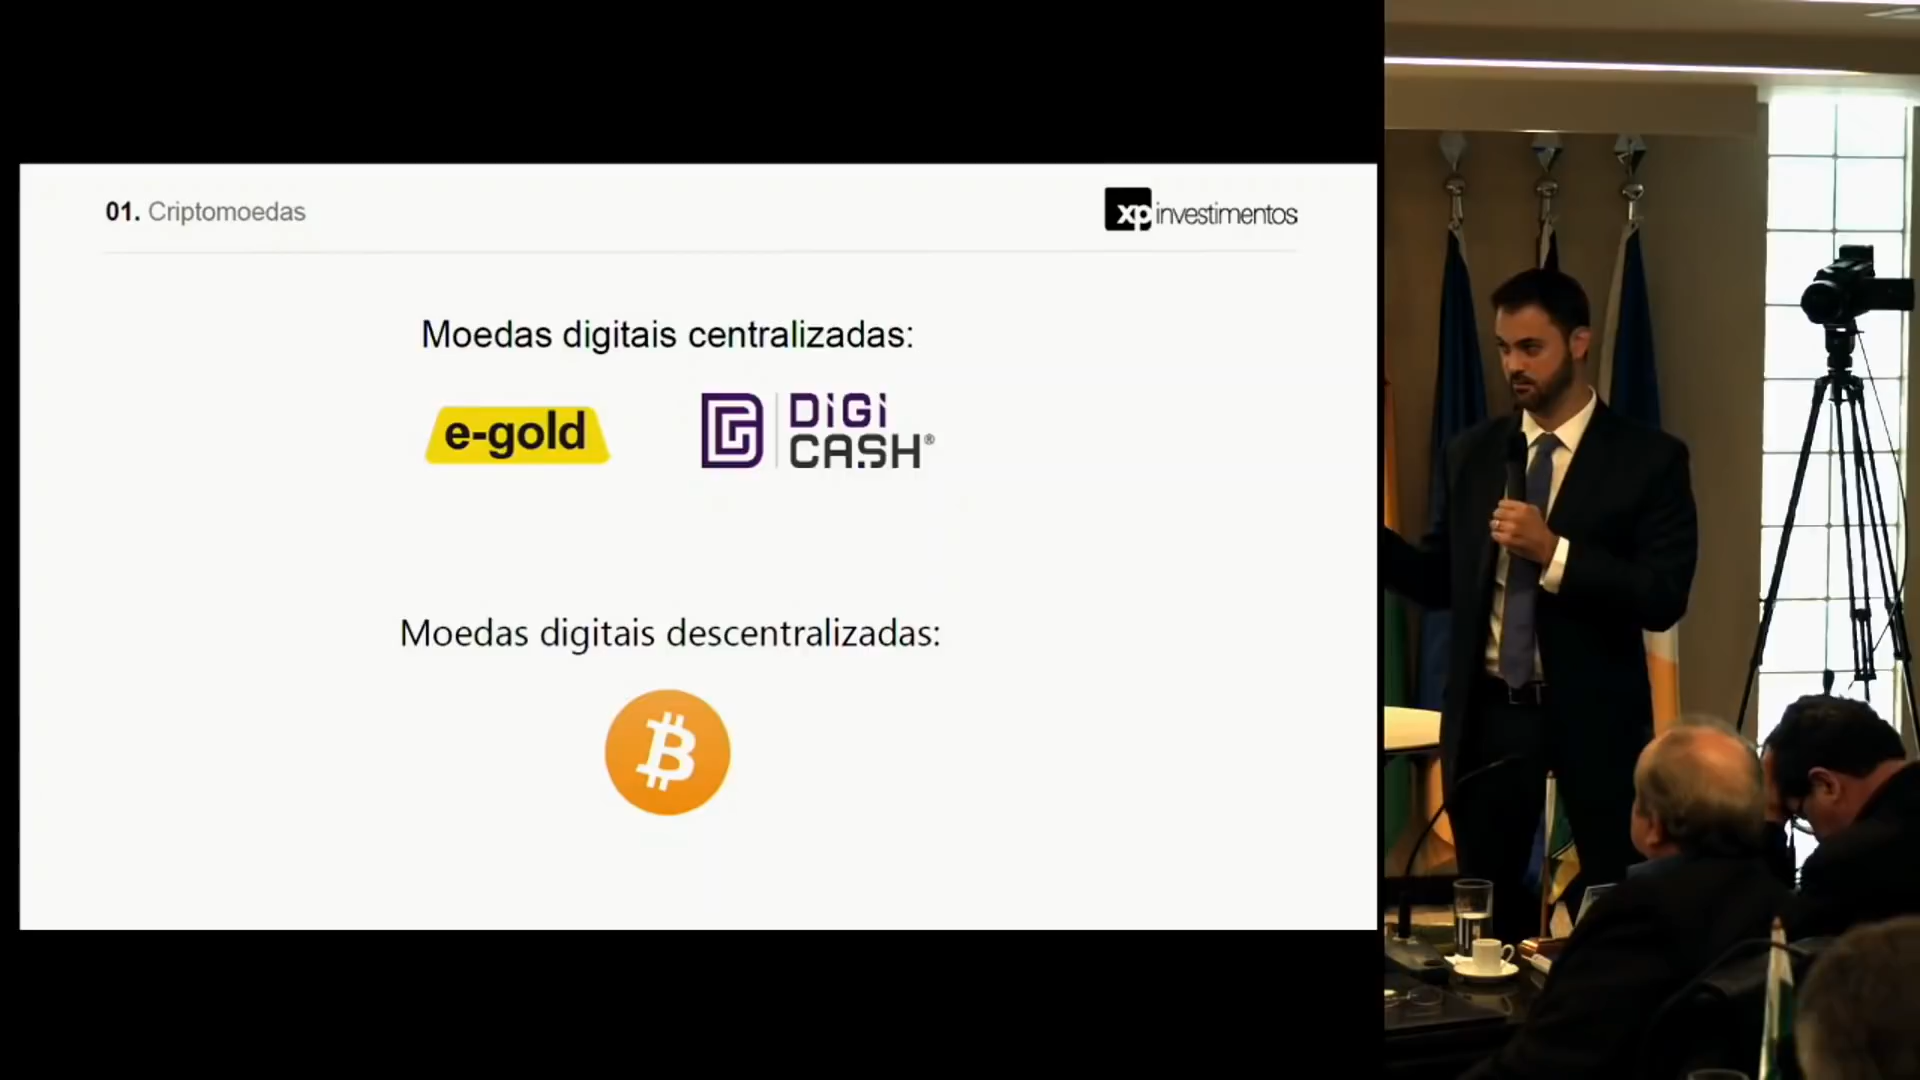 01. Criptomoedas
xp investimentos
Moedas digitais centralizadas:
e-gold
DIGI
CASH®
Moedas digitais descentralizadas: